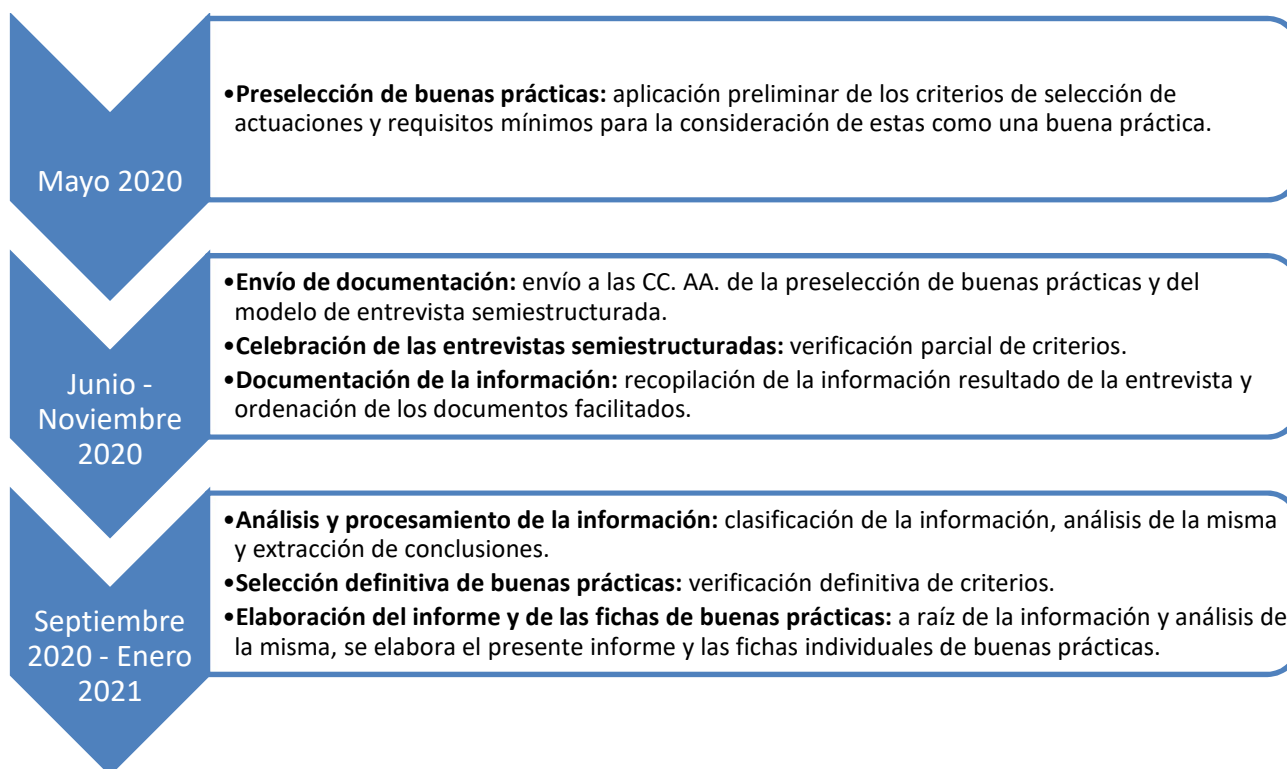 Mayo 2020
•Preselección de buenas prácticas: aplicación preliminar de los criterios de selección de
actuaciones y requisitos mínimos para la consideración de estas como una buena práctica.
Junio -
Noviembre
2020
•Envío de documentación: envío a las CC. AA. de la preselección de buenas prácticas y del
modelo de entrevista semiestructurada.
•Celebración de las entrevistas semiestructuradas: verificación parcial de criterios.
•Documentación de la información: recopilación de la información resultado de la entrevista y
ordenación de los documentos facilitados.
Septiembre
2020 - Enero
2021
•Análisis y procesamiento de la información: clasificación de la información, análisis de la misma
y extracción de conclusiones.
•Selección definitiva de buenas prácticas: verificación definitiva de criterios.
•Elaboración del informe y de las fichas de buenas prácticas: a raíz de la información y análisis de
la misma, se elabora el presente informe y las fichas individuales de buenas prácticas.